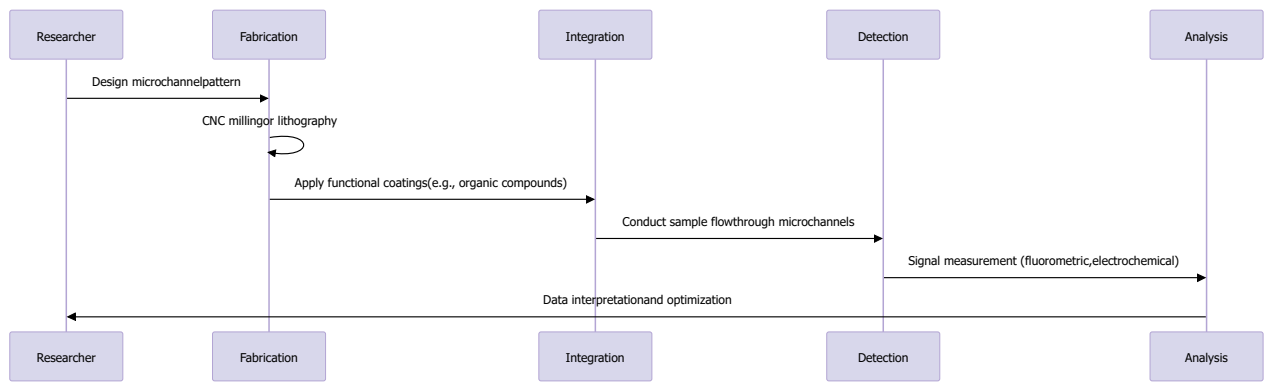 Researcher Fabrication Integration Detection Analysis
Design microchannelpattern
CNC millingor lithography
Apply functional coatings(e.g., organic compounds)
Conduct sample flowthrough microchannels
Signal measurement (fluorometric,electrochemical)
Data interpretationand optimization
Researcher Fabrication Integration Detection Analysis